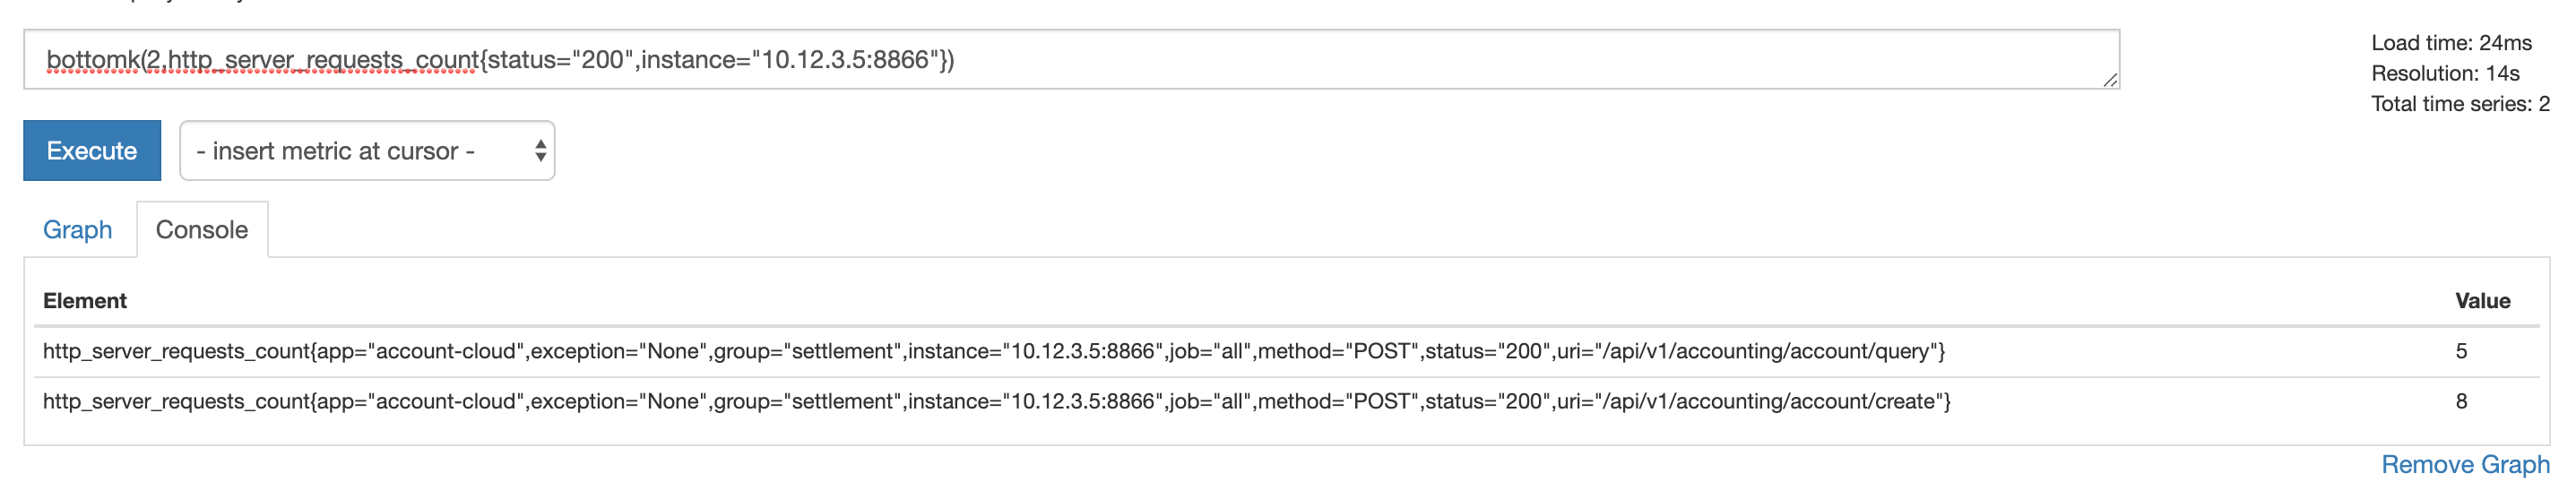 bottomk(2,http_server_requests_count{status="200",instance="10.12.3.5:8866"})
Load time: 24ms
Resolution: 14s
Total time series: 2
Execute
- insert metric at cursor -
Graph
Console
Element Value
http_server_requests_count{app="account-cloud",exception="None",group="settlement",instance="10.12.3.5:8866",job="all",method="POST",status="200",uri="/api/v1/accounting/account/query"} 5
http_server_requests_count{app="account-cloud",exception="None",group="settlement",instance="10.12.3.5:8866",job="all",method="POST",status="200",uri="/api/v1/accounting/account/create"} 8
Remove Graph